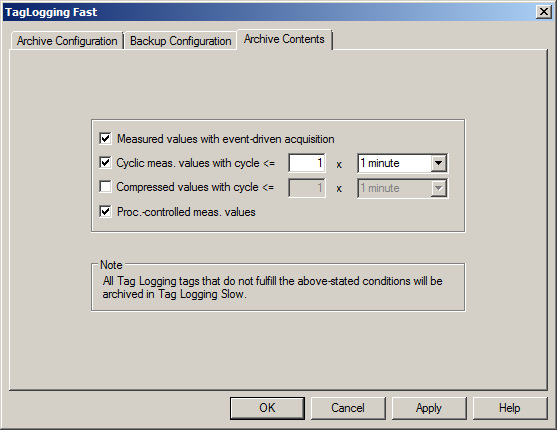 TagLogging Fast
Archive Configuration Backup Configuration Archive Contents
Measured values with event-driven acquisition
Cyclic meas. values with cycle <= 1 x 1 minute
Compressed values with cycle <= 1 x 1 minute
Proc.-controlled meas. values
Note
All Tag Logging tags that do not fulfill the above-stated conditions will be
archived in Tag Logging Slow.
OK Cancel Apply Help